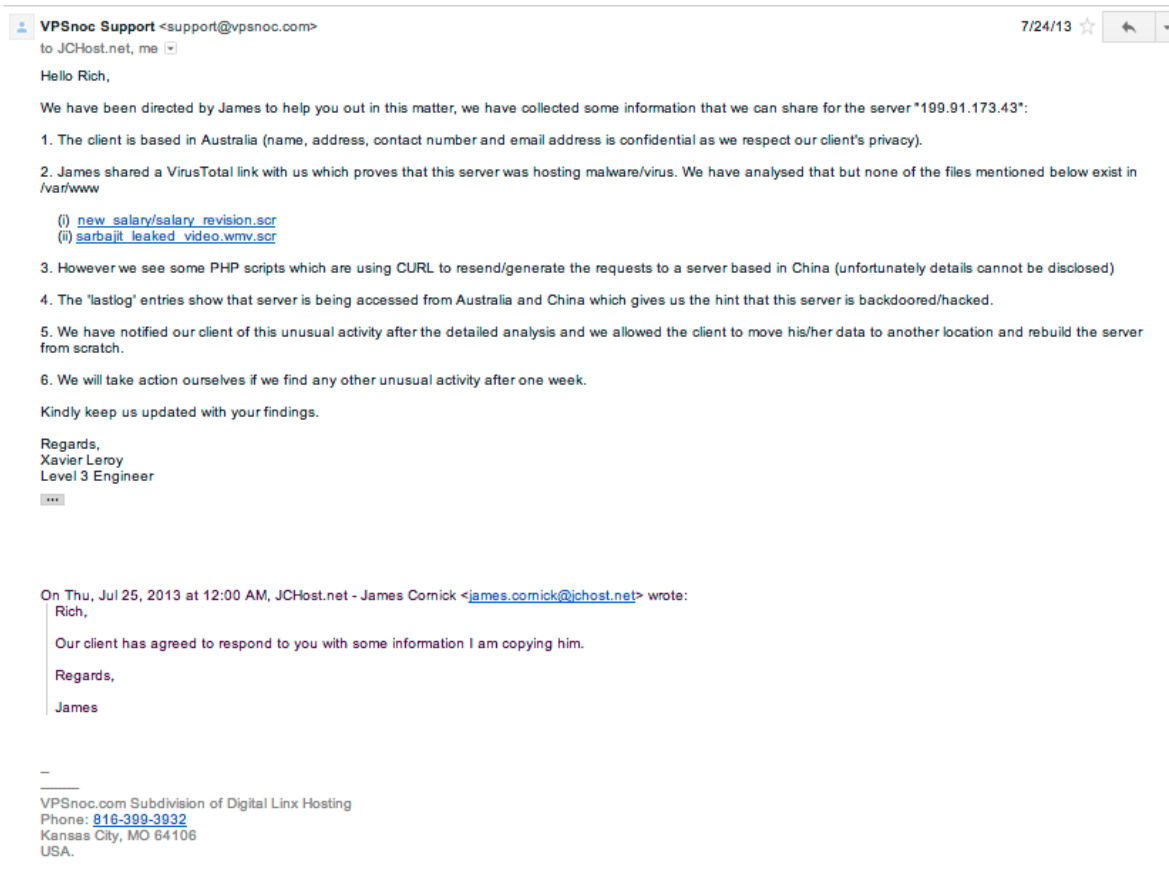 VPSnoc Support <support@vpsnoc.com>
7/24/13
to JCHost.net, me
Hello Rich,
We have been directed by James to help you out in this matter, we have collected some information that we can share for the server "199.91.173.43":
1. The client is based in Australia (name, address, contact number and email address is confidential as we respect our client's privacy).
2. James shared a VirusTotal link with us which proves that this server was hosting malware/virus. We have analysed that but none of the files mentioned below exist in
/var/www
(i) new_salary/salary_revision.scr
(ii) sarbajit_leaked_video.wmv.scr
3. However we see some PHP scripts which are using CURL to resend/generate the requests to a server based in China (unfortunately details cannot be disclosed)
4. The 'lastlog' entries show that server is being accessed from Australia and China which gives us the hint that this server is backdoored/hacked.
5. We have notified our client of this unusual activity after the detailed analysis and we allowed the client to move his/her data to another location and rebuild the server
from scratch.
6. We will take action ourselves if we find any other unusual activity after one week.
Kindly keep us updated with your findings.
Regards,
Xavier Leroy
Level 3 Engineer
On Thu, Jul 25, 2013 at 12:00 AM, JCHost.net - James Cornick <james.cornick@jchost.net> wrote:
Rich,
Our client has agreed to respond to you with some information I am copying him.
Regards,
James
--
VPSnoc.com Subdivision of Digital Linx Hosting
Phone: 816-399-3932
Kansas City, MO 64106
USA.